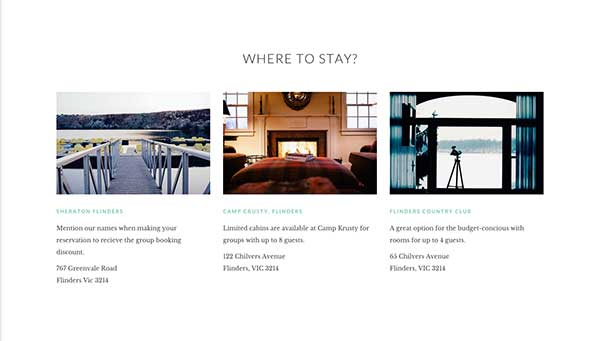 WHERE TO STAY?
SHERATON FLINDERS
Mention our names when making your
reservation to recieve the group booking
discount.
767 Greenvale Road
Flinders Vic 3214
CAMP CRUSTY, FLINDERS
Limited cabins are available at Camp Krusty for
groups with up to 8 guests.
122 Chilvers Avenue
Flinders, VIC 3214
FLINDERS COUNTRY CLUB
A great option for the budget-concious with
rooms for up to 4 guests.
65 Chilvers Avenue
Flinders, VIC 3214